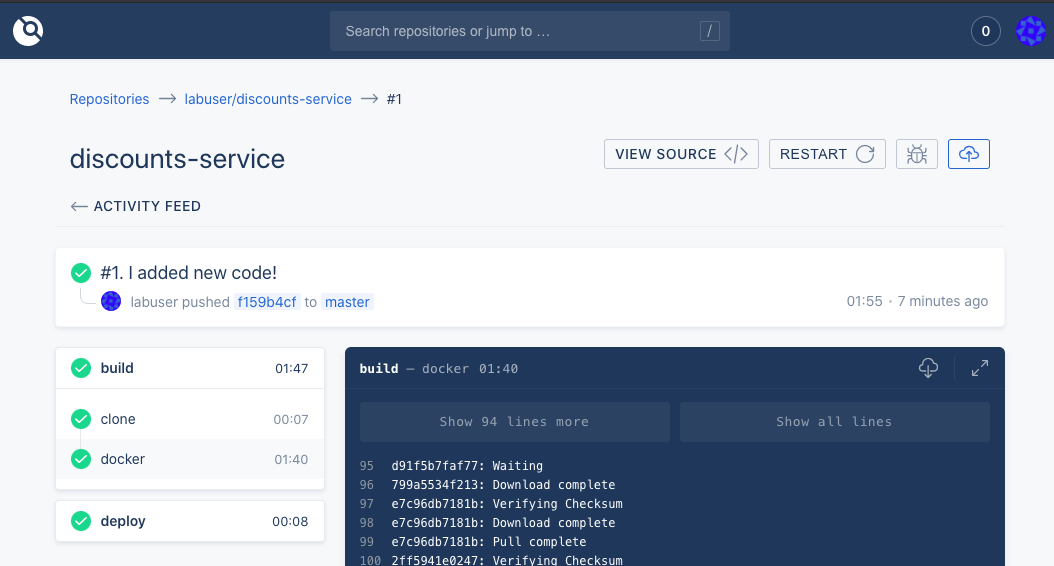 Search repositories or jump to …
/
0
Repositories → labuser/discounts-service → #1
discounts-service
VIEW SOURCE </>
RESTART
← ACTIVITY FEED
#1. I added new code!
labuser pushed f159b4cf to master
01:55 • 7 minutes ago
build 01:47
clone 00:07
docker 01:40
deploy 00:08
build — docker 01:40
Show 94 lines more
Show all lines
95 d91f5b7faf77: Waiting
96 799a5534f213: Download complete
97 e7c96db7181b: Verifying Checksum
98 e7c96db7181b: Download complete
99 e7c96db7181b: Pull complete
100 2ff5941e0247: Verifying Checksum